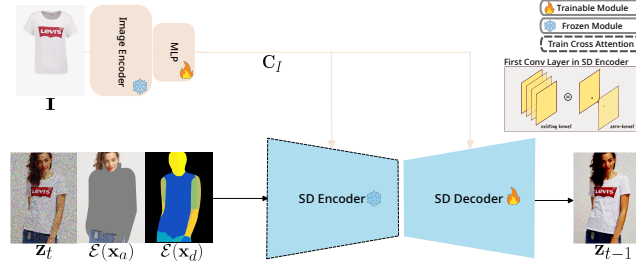 LEVI'S
I
Image Encoder
MLP
C_I
Trainable Module
Frozen Module
Train Cross Attention
First Conv Layer in SD Encoder
existing kernel
zero-kernel
LEVI'S
LEVI'S
z_t
ℰ(x_a)
ℰ(x_d)
SD Encoder
SD Decoder
z_{t−1}